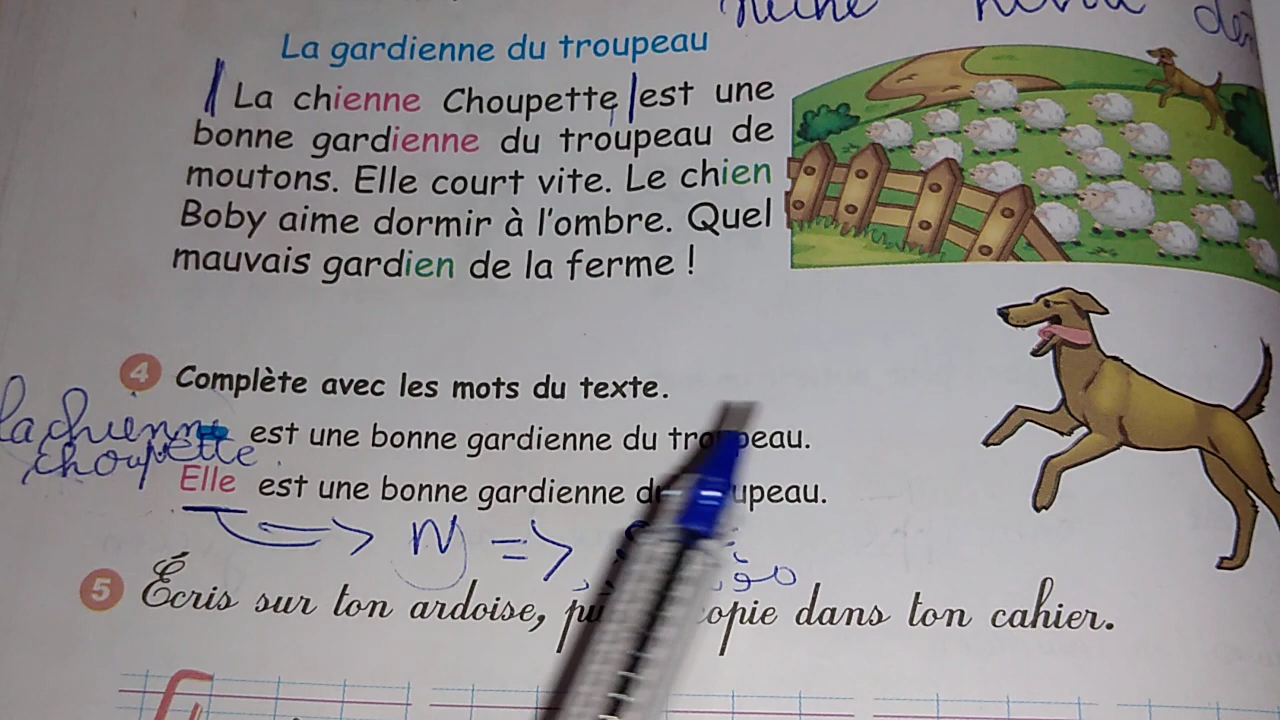 La gardienne du troupeau
La chienne Choupette est une
bonne gardienne du troupeau de
moutons. Elle court vite. Le chien
Boby aime dormir à l'ombre. Quel
mauvais gardien de la ferme !
4 Complète avec les mots du texte.
la chienne est une bonne gardienne du troupeau.
choupette
Elle est une bonne gardienne du troupeau.
5 Écris sur ton ardoise, copie dans ton cahier.